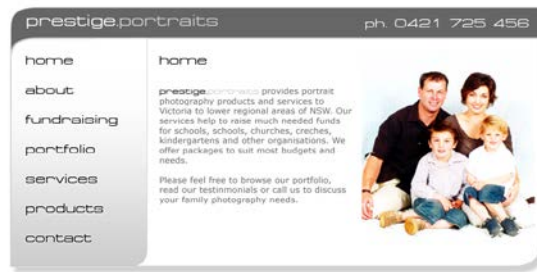 prestige.portraits
ph. 0421 725 456
home
about
fundraising
portfolio
services
products
contact
home
prestige.portraits provides portrait
photography products and services to
Victoria to lower regional areas of NSW. Our
services help to raise much needed funds
for schools, schools, churches, creches,
kindergartens and other organisations. We
offer packages to suit most budgets and
needs.
Please feel free to browse our portfolio,
read our testinmonials or call us to discuss
your family photography needs.